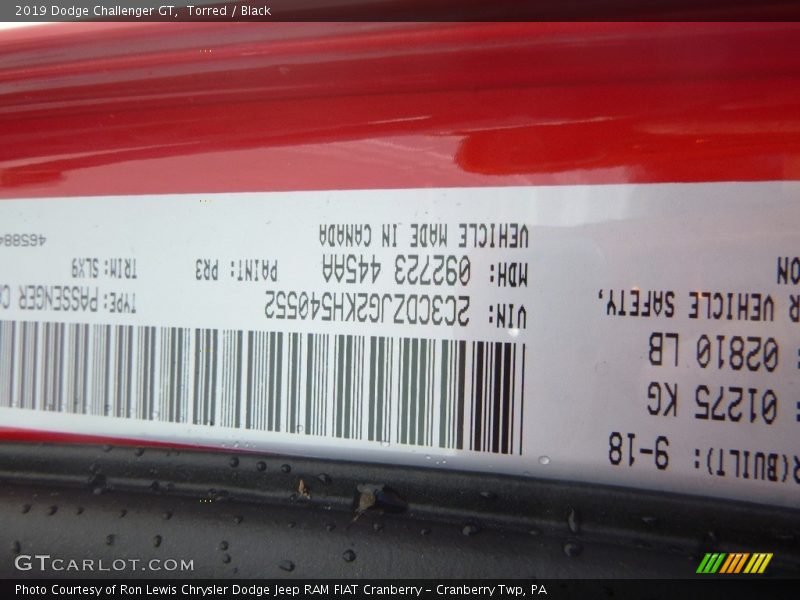 2019 Dodge Challenger GT,  Torred / Black
R(BUILT): 9-18
01275 KG
02810 LB
R VEHICLE SAFETY,
ON
VIN: 2C3CDZJG2KH540552
TYPE: PASSENGER
MDH: 092723 445AA
PAINT: PR3
TRIM: SLX9
VEHICLE MADE IN CANADA
GTCARLOT.COM
Photo Courtesy of Ron Lewis Chrysler Dodge Jeep RAM FIAT Cranberry – Cranberry Twp, PA